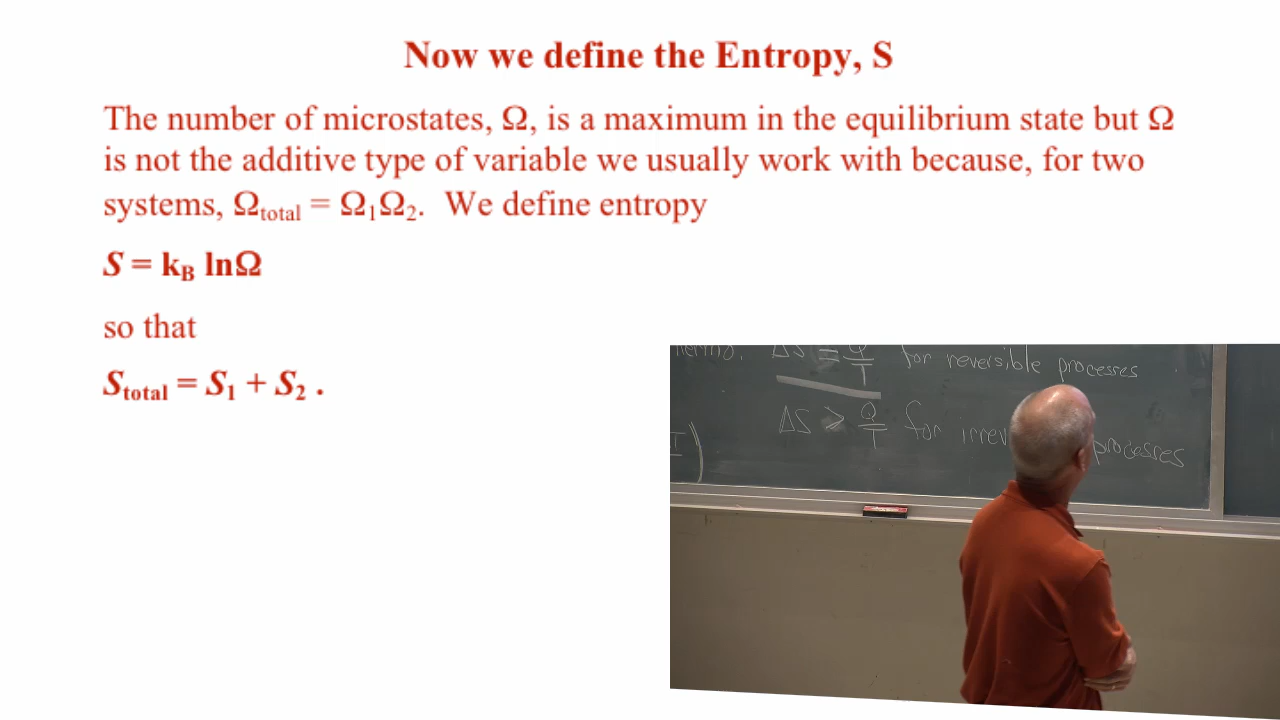 Now we define the Entropy, S
The number of microstates, Ω, is a maximum in the equilibrium state but Ω
is not the additive type of variable we usually work with because, for two
systems, Ωtotal = Ω1Ω2. We define entropy
S = kB lnΩ
so that
Stotal = S1 + S2 .
ΔS = Q/T for reversible processes
ΔS > Q/T for processes